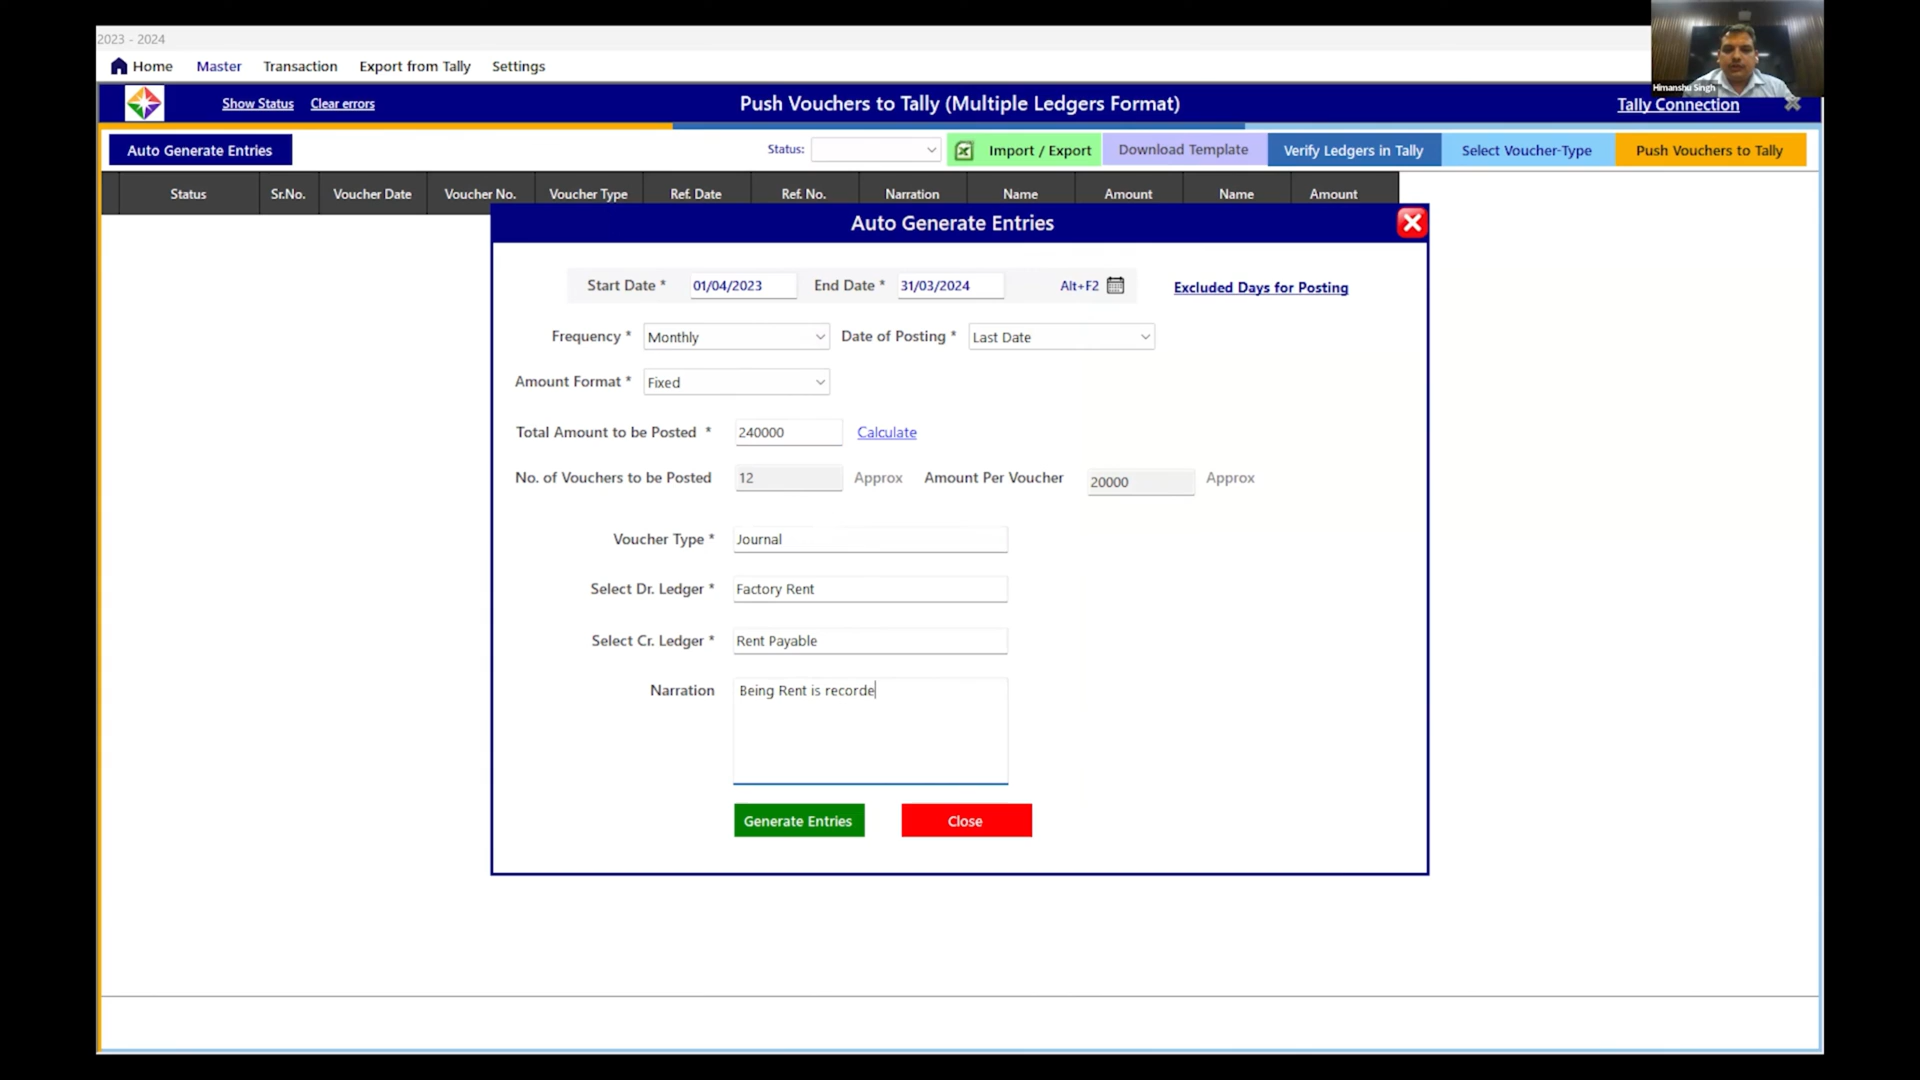 2023 - 2024
Home Master Transaction Export from Tally Settings
Himanshu Singh
Show Status Clear errors Push Vouchers to Tally (Multiple Ledgers Format) Tally Connection
Auto Generate Entries Status: Import / Export Download Template Verify Ledgers in Tally Select Voucher-Type Push Vouchers to Tally
Status Sr.No. Voucher Date Voucher No. Voucher Type Ref. Date Ref. No. Narration Name Amount Name Amount
Auto Generate Entries
Start Date * 01/04/2023 End Date * 31/03/2024 Alt+F2 Excluded Days for Posting
Frequency * Monthly Date of Posting * Last Date
Amount Format * Fixed
Total Amount to be Posted * 240000 Calculate
No. of Vouchers to be Posted 12 Approx Amount Per Voucher 20000 Approx
Voucher Type * Journal
Select Dr. Ledger * Factory Rent
Select Cr. Ledger * Rent Payable
Narration Being Rent is recorde
Generate Entries Close